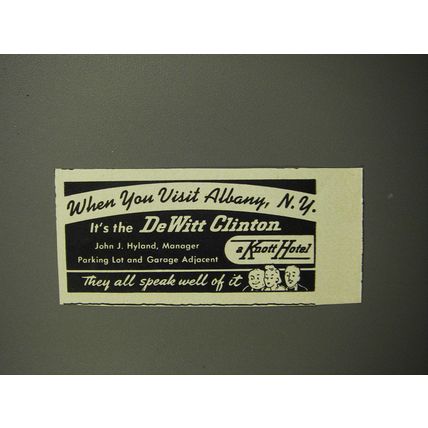 When You Visit Albany, N.Y.
It's the DeWitt Clinton
John J. Hyland, Manager
Parking Lot and Garage Adjacent
a Knott Hotel
They all speak well of it